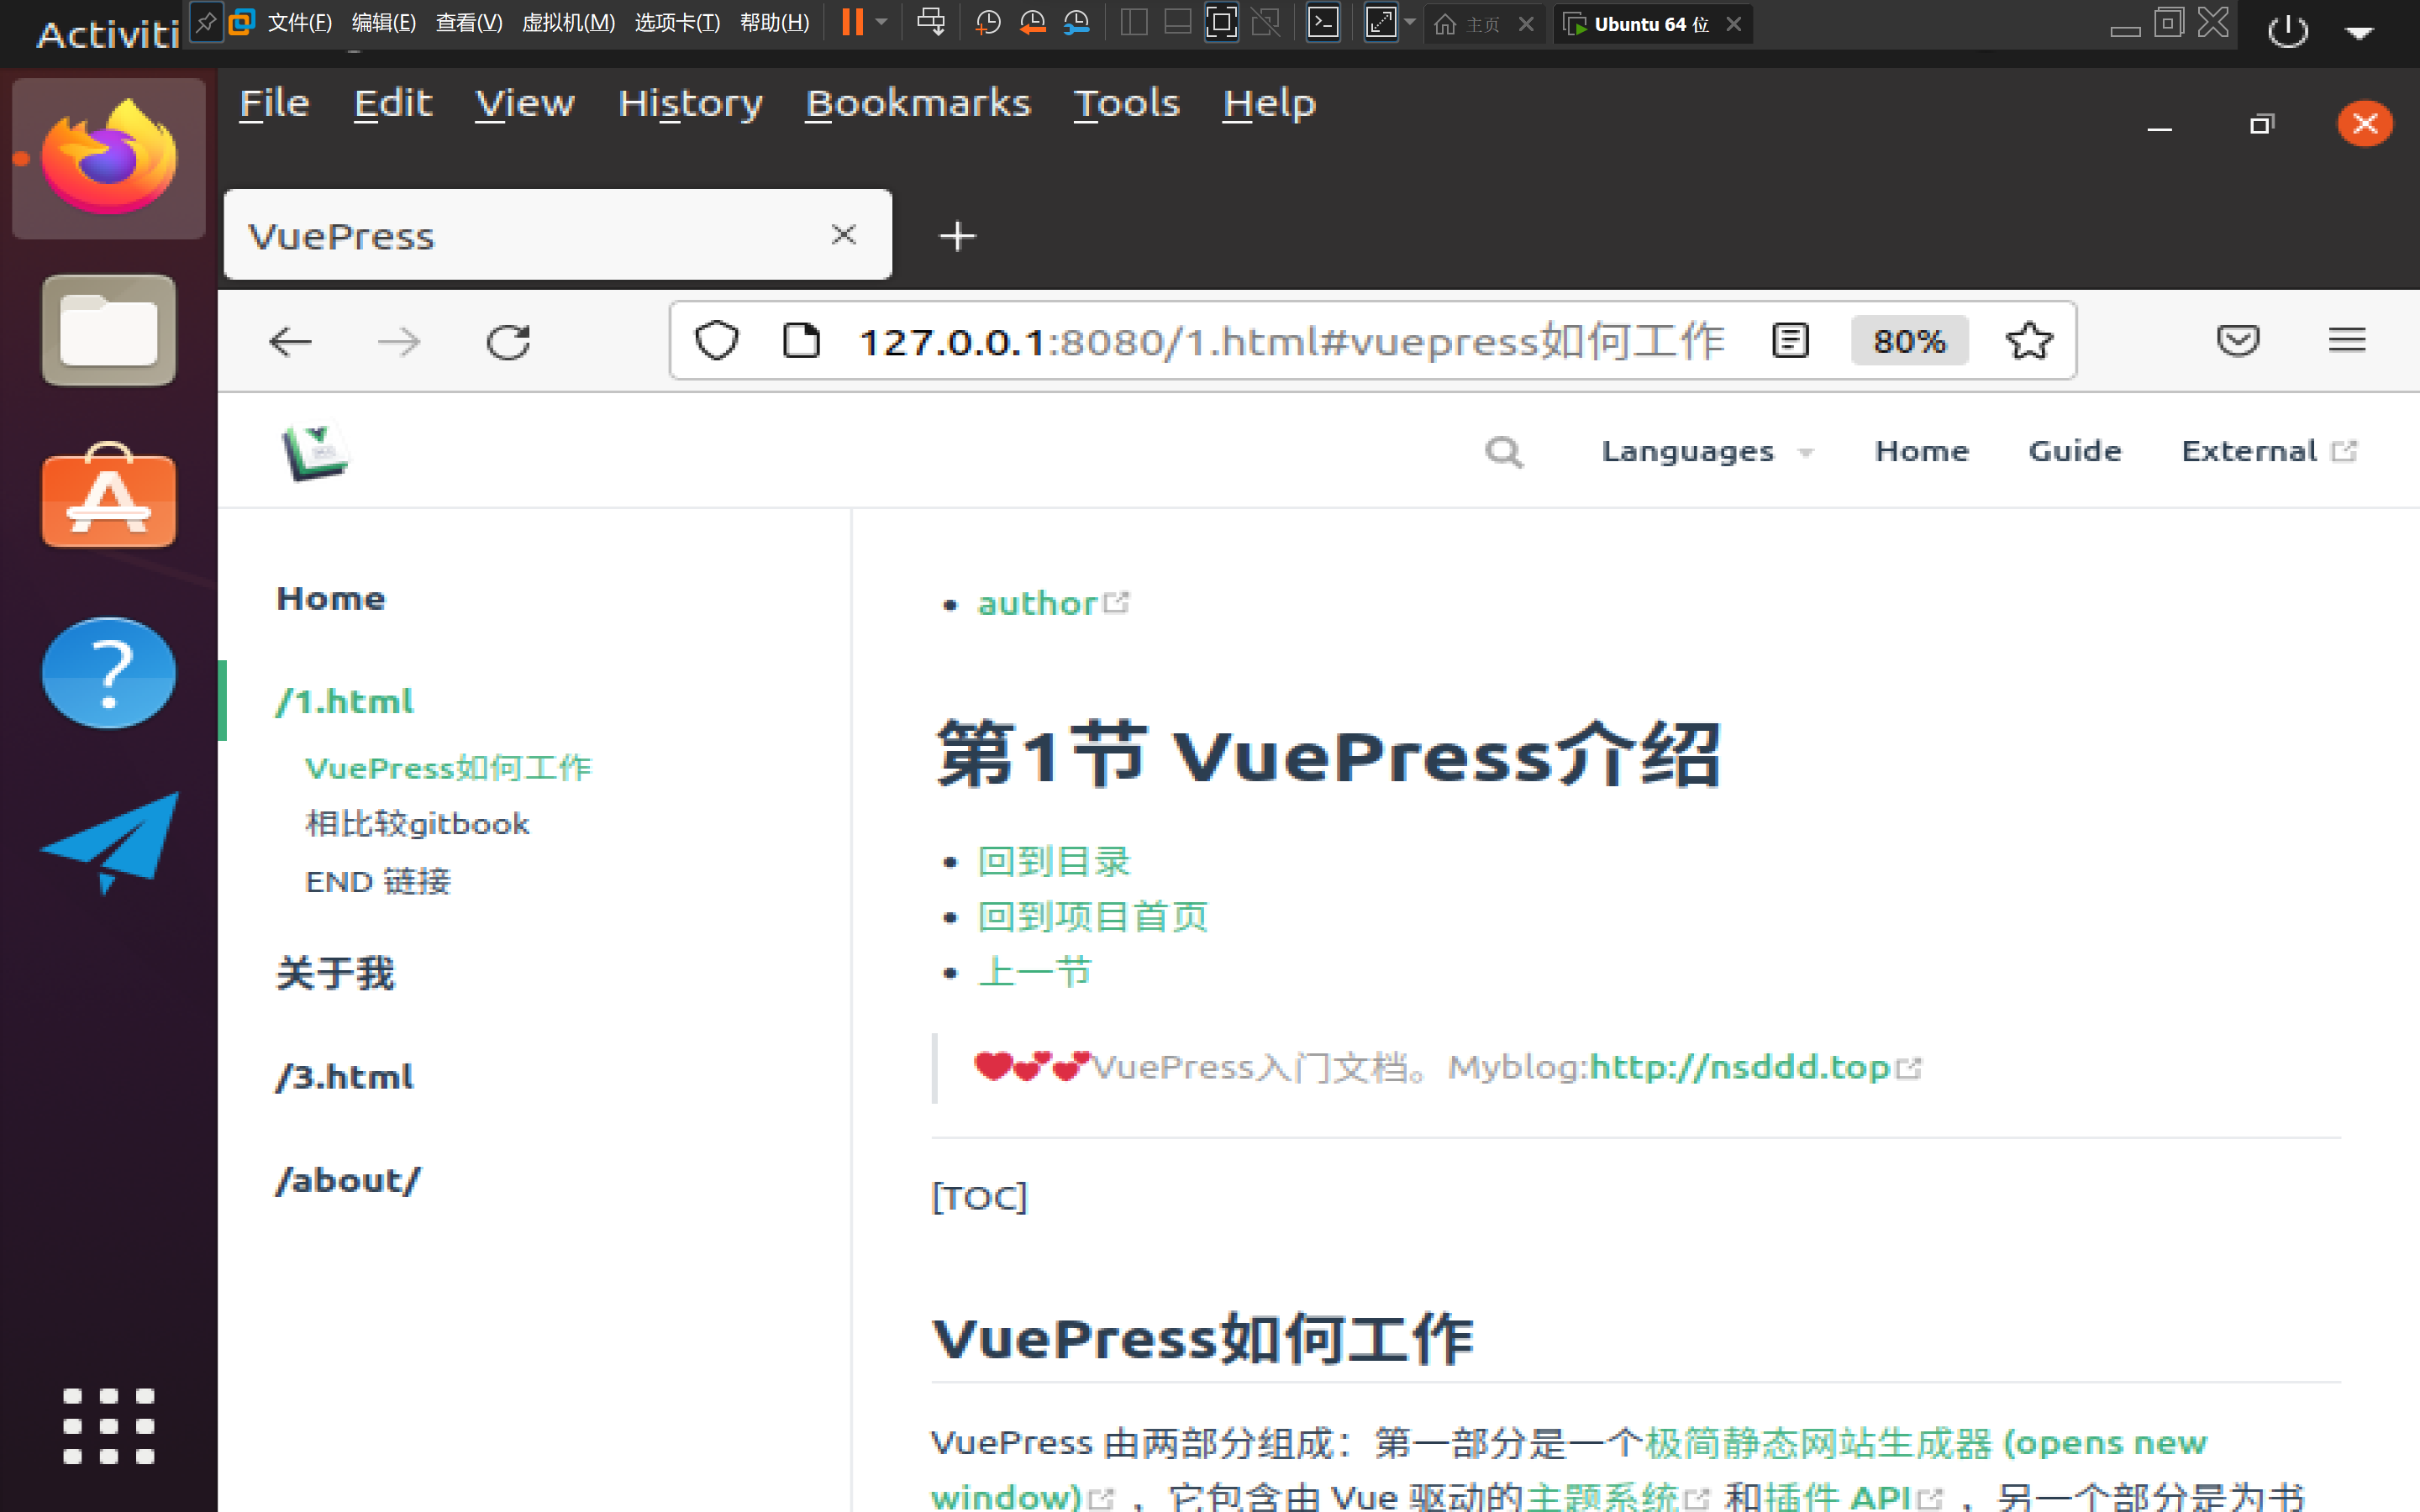 Activiti
文件(F) 编辑(E) 查看(V) 虚拟机(M) 选项卡(T) 帮助(H) 主页 Ubuntu 64 位
File Edit View History Bookmarks Tools Help
VuePress
127.0.0.1:8080/1.html#vuepress如何工作 80%
Languages Home Guide External
Home
/1.html
VuePress如何工作
相比较gitbook
END 链接
关于我
/3.html
/about/
author
第1节 VuePress介绍
回到目录
回到项目首页
上一节
❤️💕💕VuePress入门文档。Myblog:http://nsddd.top
[TOC]
VuePress如何工作
VuePress 由两部分组成：第一部分是一个极简静态网站生成器 (opens new
window) ，它包含由 Vue 驱动的主题系统 和插件 API ，另一个部分是为书